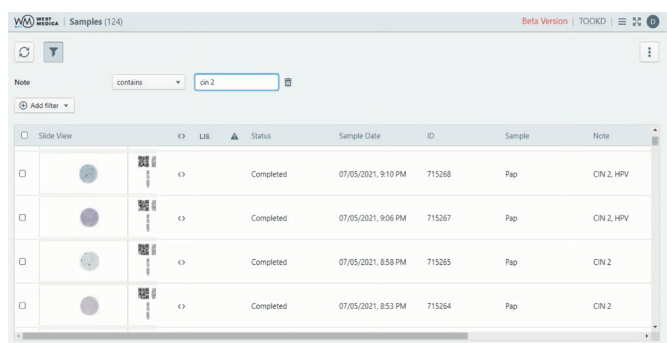 WM WEST MEDICA | Samples (124) Beta Version | TOOKD | D
Note contains cin 2
Add filter
Slide View <> LIS Status Sample Date ID Sample Note
<> Completed 07/05/2021, 9:10 PM 715268 Pap CIN 2, HPV
<> Completed 07/05/2021, 9:06 PM 715267 Pap CIN 2, HPV
<> Completed 07/05/2021, 8:58 PM 715265 Pap CIN 2
<> Completed 07/05/2021, 8:53 PM 715264 Pap CIN 2